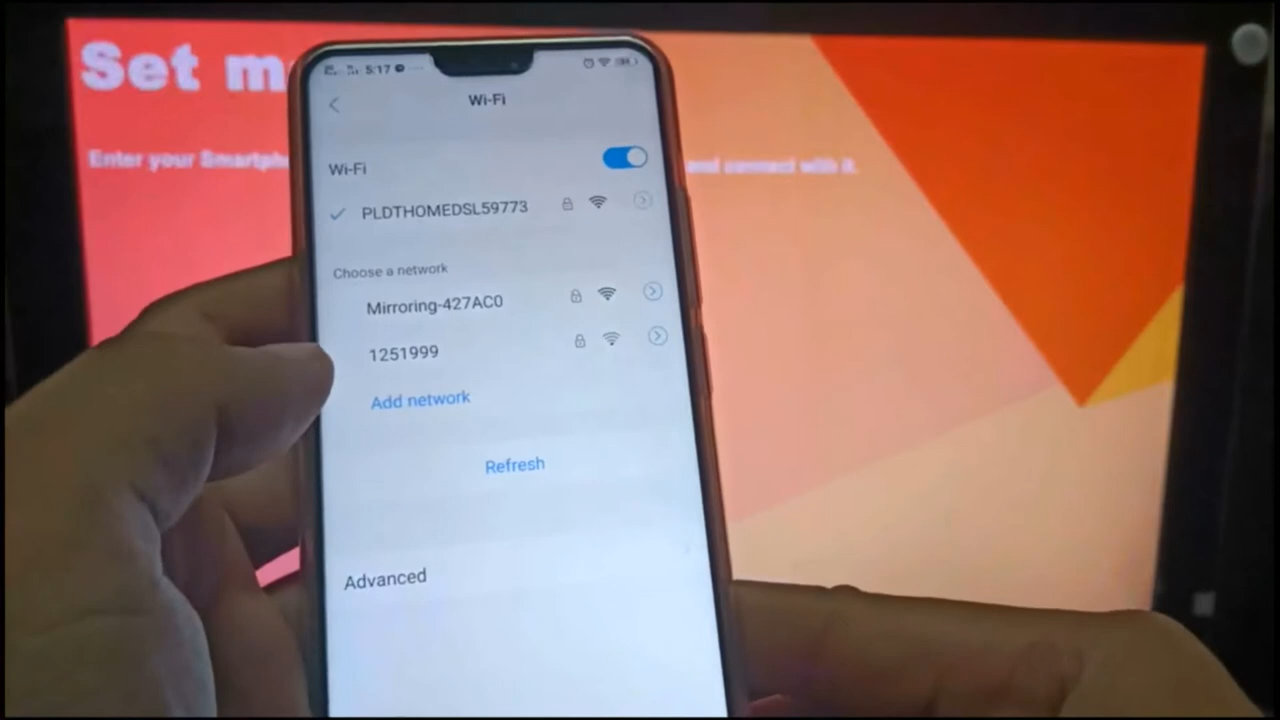 Set m
5:17
Wi-Fi
Enter your Smartph
and connect with it.
Wi-Fi
PLDTHOMEDSL59773
Choose a network
Mirroring-427AC0
1251999
Add network
Refresh
Advanced